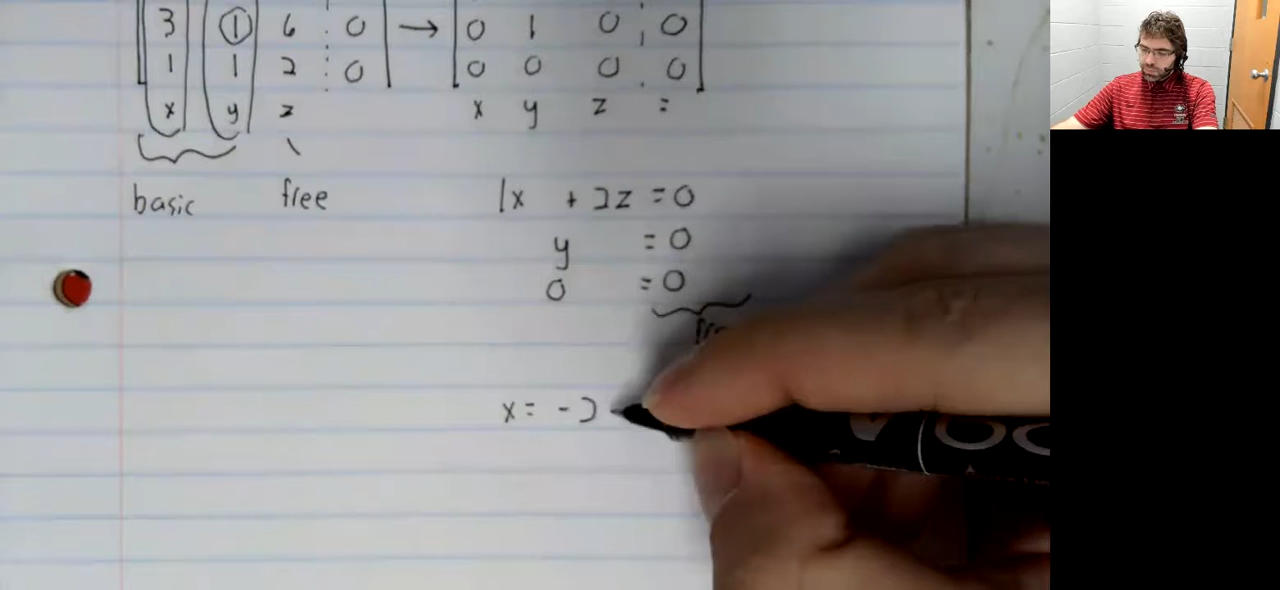 3 1 6 : 0 → 0 1 0 : 0
1 1 2 : 0 0 0 0 0
x y z x y z =
basic free
1x + 2z = 0
y = 0
0 = 0
x = - 2